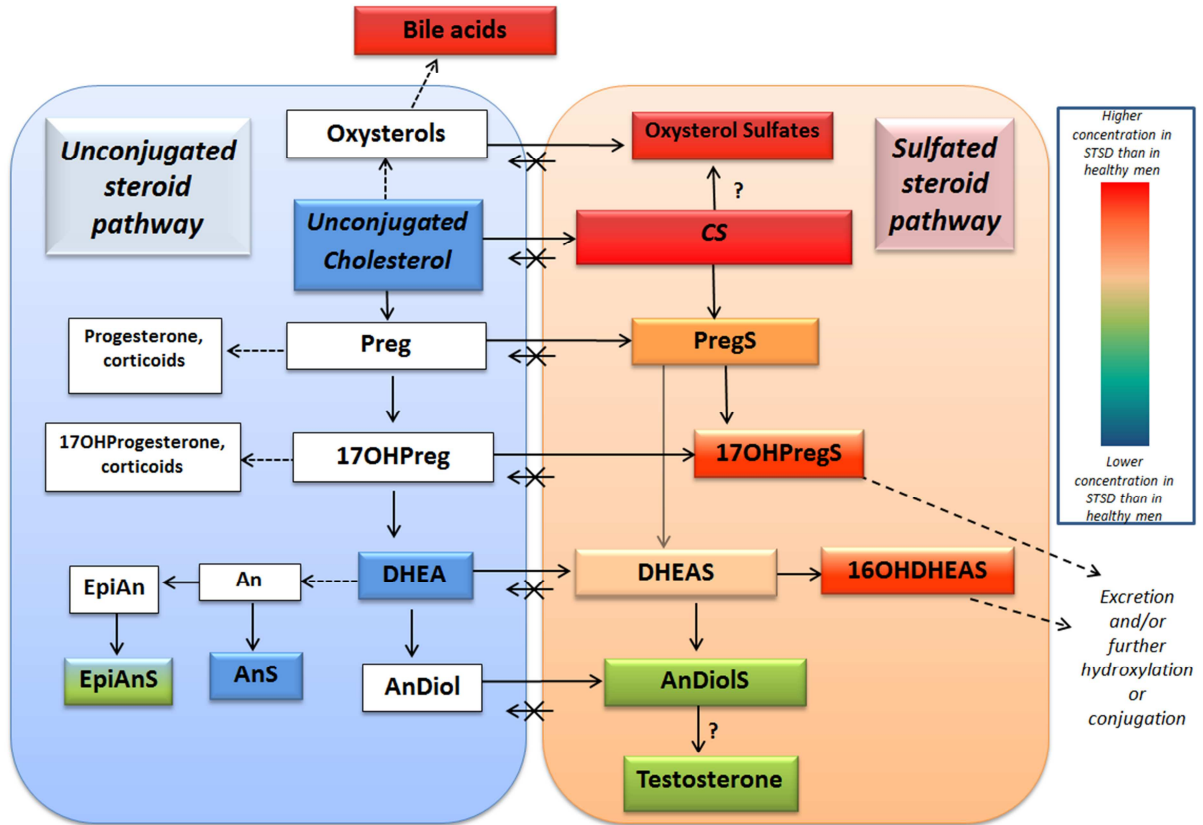 Bile acids
Unconjugated
steroid
pathway
Oxysterols
Oxysterol Sulfates
Sulfated
steroid
pathway
?
Unconjugated
Cholesterol
CS
Progesterone,
corticoids
Preg
PregS
17OHProgesterone,
corticoids
17OHPreg
17OHPregS
EpiAn
An
DHEA
DHEAS
16OHDHEAS
EpiAnS
AnS
AnDiol
AnDiolS
?
Testosterone
Higher
concentration in
STSD than in
healthy men
Lower
concentration in
STSD than in
healthy men
Excretion
and/or
further
hydroxylation
or
conjugation